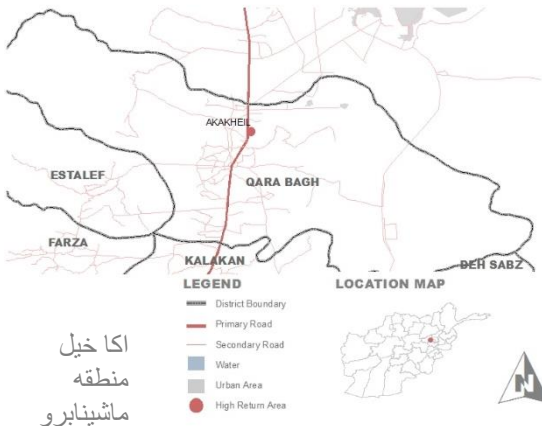 AKAKHEIL
ESTALEF
QARA BAGH
FARZA
KALAKAN
DEH SABZ
LEGEND
District Boundary
Primary Road
Secondary Road
Water
Urban Area
High Return Area
LOCATION MAP
N
اکا خیل
منطقه
ماشینابرو